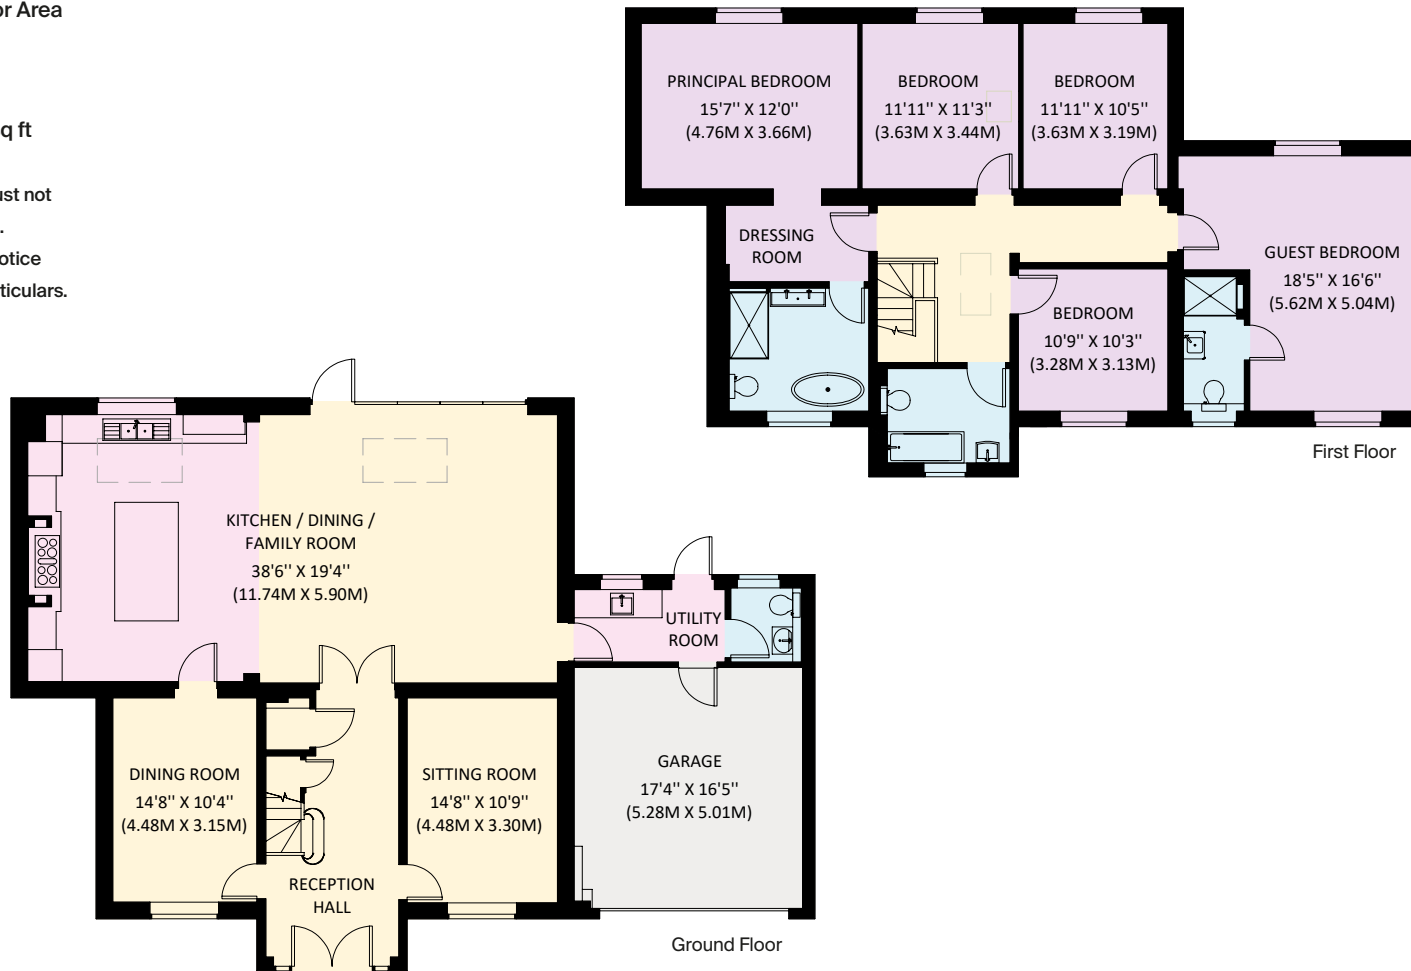 or Area
q ft
ust not
.
otice
ticulars.
PRINCIPAL BEDROOM
15'7'' X 12'0''
(4.76M X 3.66M)
BEDROOM
11'11'' X 11'3''
(3.63M X 3.44M)
BEDROOM
11'11'' X 10'5''
(3.63M X 3.19M)
DRESSING
ROOM
GUEST BEDROOM
18'5'' X 16'6''
(5.62M X 5.04M)
BEDROOM
10'9'' X 10'3''
(3.28M X 3.13M)
First Floor
KITCHEN / DINING /
FAMILY ROOM
38'6'' X 19'4''
(11.74M X 5.90M)
UTILITY
ROOM
DINING ROOM
14'8'' X 10'4''
(4.48M X 3.15M)
SITTING ROOM
14'8'' X 10'9''
(4.48M X 3.30M)
GARAGE
17'4'' X 16'5''
(5.28M X 5.01M)
RECEPTION
HALL
Ground Floor